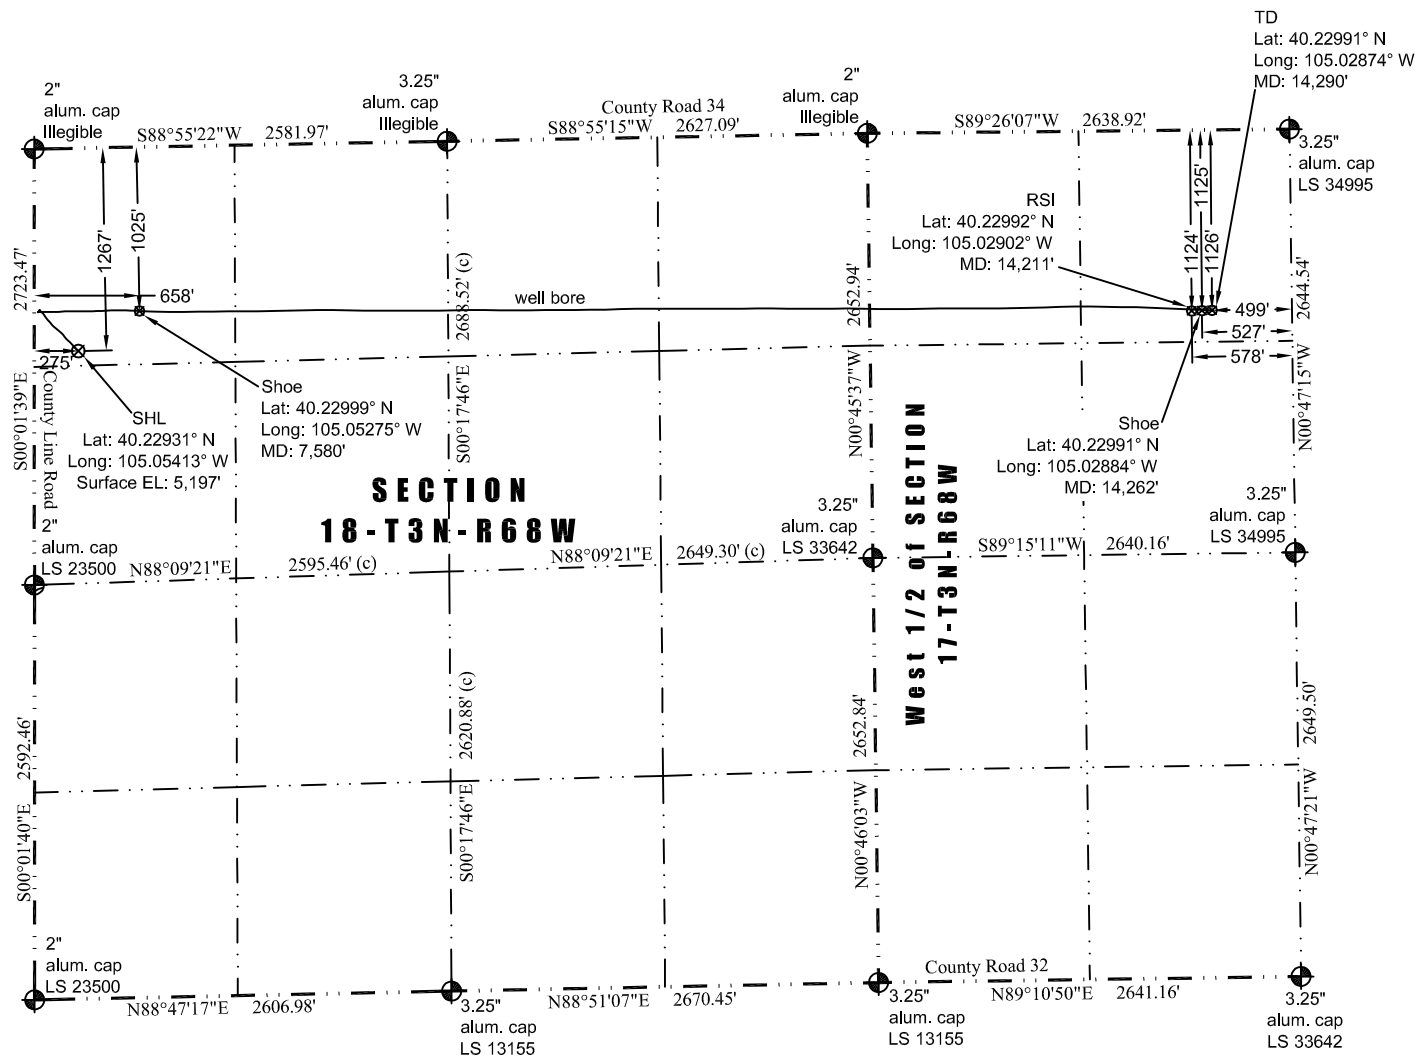 TD
Lat: 40.22991° N
Long: 105.02874° W
MD: 14,290'
2"
alum. cap
Illegible
3.25"
alum. cap
Illegible
2"
alum. cap
Illegible
County Road 34
S88°55'22"W 2581.97'
S88°55'15"W 2627.09'
S89°26'07"W 2638.92'
3.25"
alum. cap
LS 34995
1267'
1025'
1124'
1125'
1126'
RSI
Lat: 40.22992° N
Long: 105.02902° W
MD: 14,211'
2723.47'
2688.52' (c)
2652.94'
2644.54'
658'
well bore
499'
527'
578'
275'
S00°01'39"E
County Line Road
S00°17'46"E
N00°45'37"W
N00°47'15"W
SHL
Lat: 40.22931° N
Long: 105.05413° W
Surface EL: 5,197'
Shoe
Lat: 40.22999° N
Long: 105.05275° W
MD: 7,580'
Shoe
Lat: 40.22991° N
Long: 105.02884° W
MD: 14,262'
SECTION
18-T3N-R68W
West 1/2 of SECTION
17-T3N-R68W
2"
alum. cap
LS 23500
3.25"
alum. cap
LS 33642
3.25"
alum. cap
LS 34995
N88°09'21"E 2595.46' (c)
N88°09'21"E 2649.30' (c)
S89°15'11"W 2640.16'
2592.46'
2620.88' (c)
2652.84'
2649.50'
S00°01'40"E
S00°17'46"E
N00°46'03"W
N00°47'21"W
2"
alum. cap
LS 23500
County Road 32
N88°47'17"E 2606.98'
N88°51'07"E 2670.45'
N89°10'50"E 2641.16'
3.25"
alum. cap
LS 13155
3.25"
alum. cap
LS 13155
3.25"
alum. cap
LS 33642